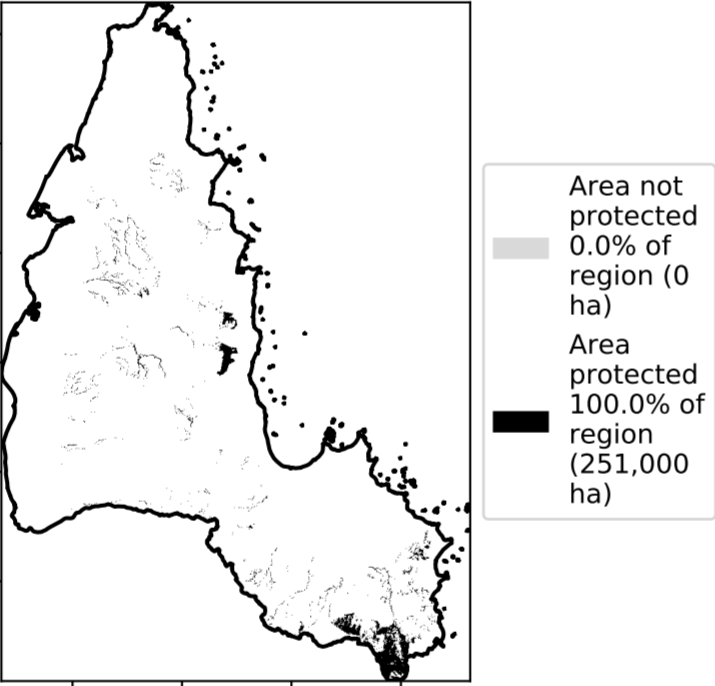 Area not
protected
0.0% of
region (0
ha)
Area
protected
100.0% of
region
(251,000
ha)